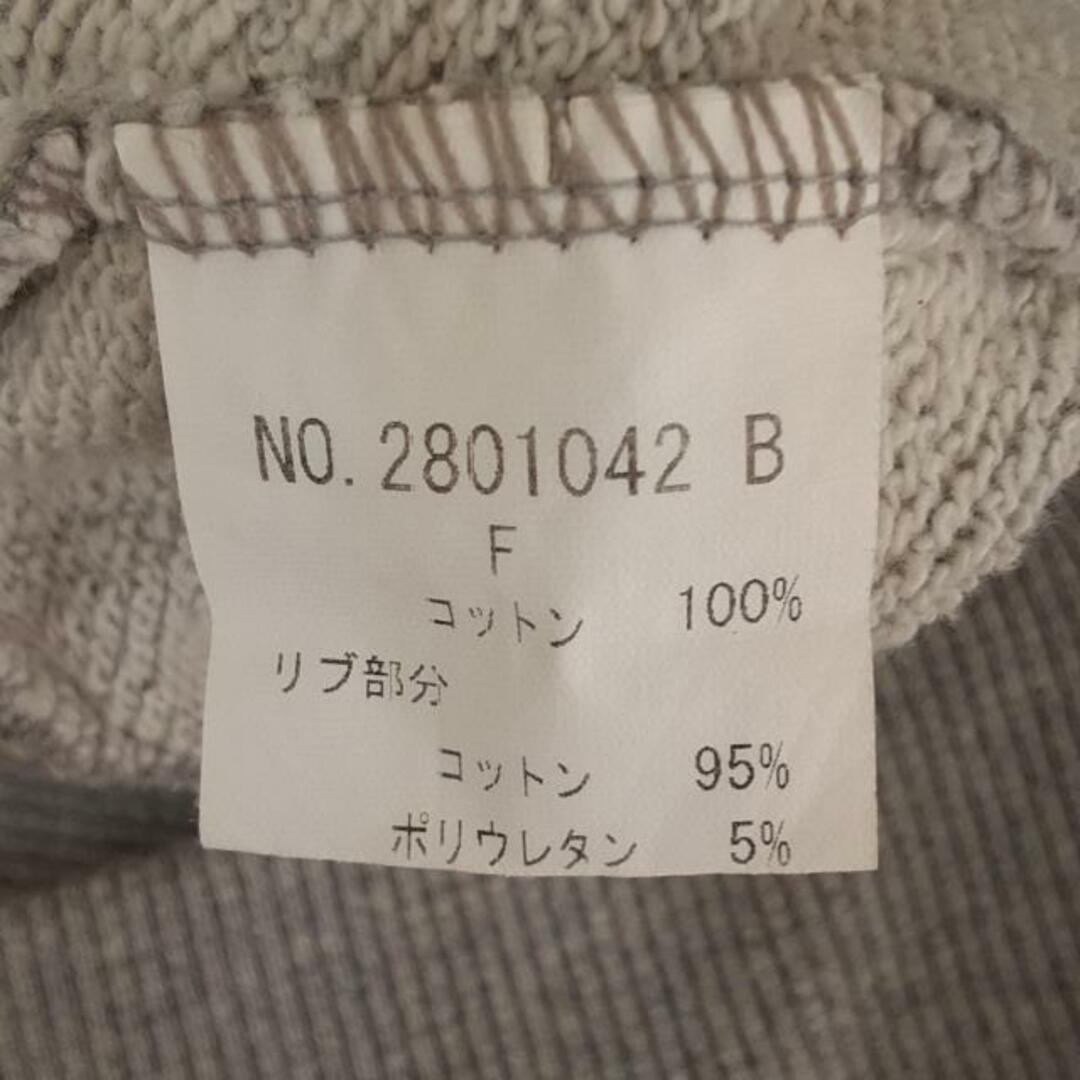 NO.2801042 B
F
コットン 100%
リブ部分
コットン 95%
ポリウレタン 5%